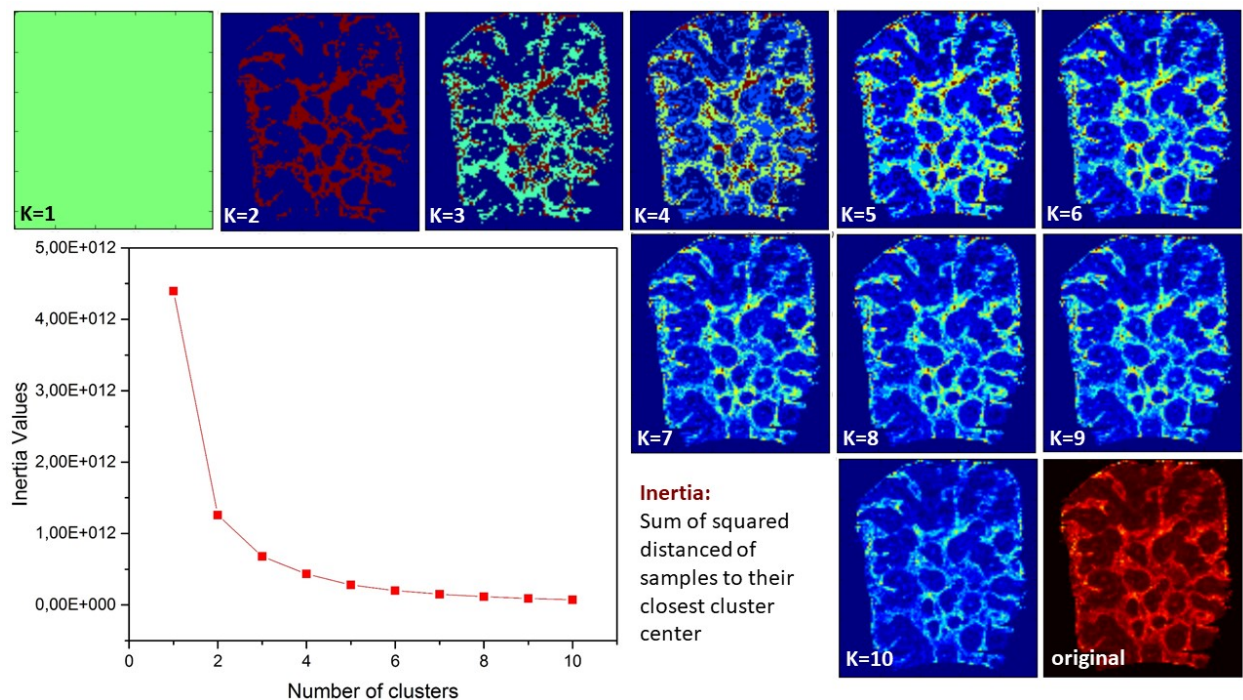 K=1
K=2
K=3
K=4
K=5
K=6
5,00E+012
4,00E+012
3,00E+012
2,00E+012
1,00E+012
0,00E+000
Inertia Values
0
2
4
6
8
10
Number of clusters
K=7
K=8
K=9
Inertia:
Sum of squared
distanced of
samples to their
closest cluster
center
K=10
original